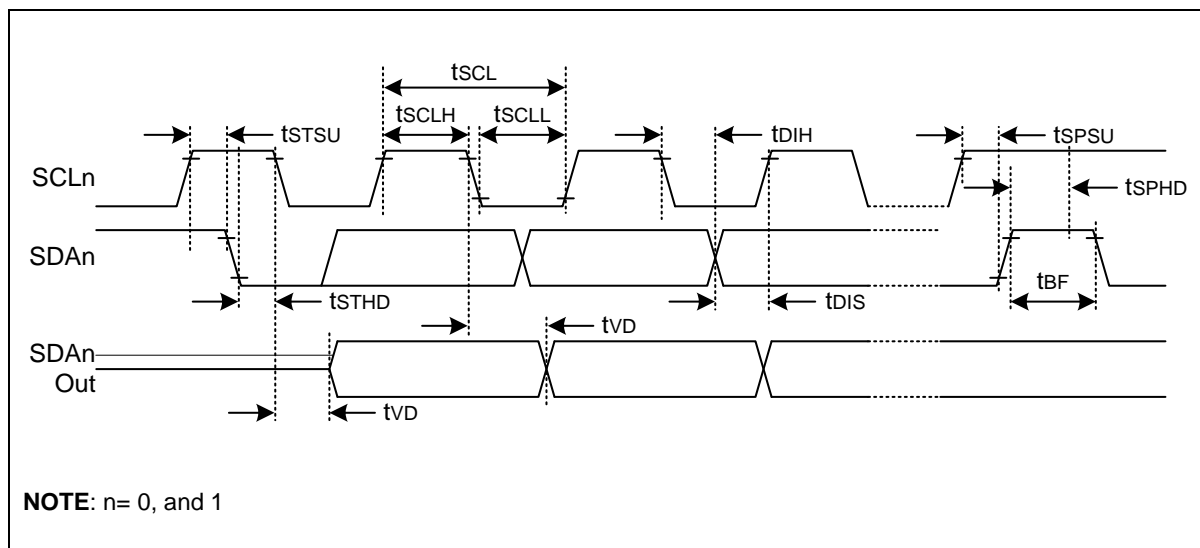 tSCL
tSCLH
tSCLL
tSTSU
tDIH
tSPSU
SCLn
tSPHD
SDAn
tSTHD
tDIS
tBF
tVD
SDAn
Out
tVD
NOTE: n= 0, and 1